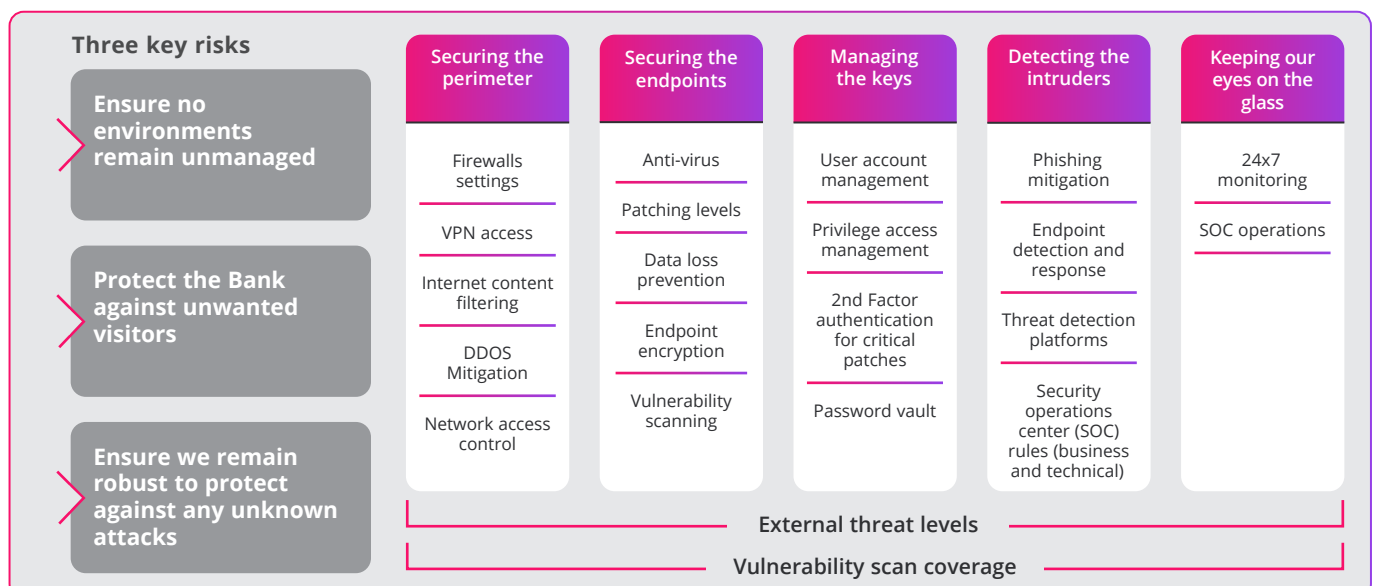 Three key risks
Ensure no
environments
remain unmanaged
Protect the Bank
against unwanted
visitors
Ensure we remain
robust to protect
against any unknown
attacks
Securing the
perimeter
Firewalls
settings
VPN access
Internet content
filtering
DDOS
Mitigation
Network access
control
Securing the
endpoints
Anti-virus
Patching levels
Data loss
prevention
Endpoint
encryption
Vulnerability
scanning
Managing
the keys
User account
management
Privilege access
management
2nd Factor
authentication
for critical
patches
Password vault
Detecting the
intruders
Phishing
mitigation
Endpoint
detection and
response
Threat detection
platforms
Security
operations
center (SOC)
rules (business
and technical)
Keeping our
eyes on the
glass
24x7
monitoring
SOC operations
External threat levels
Vulnerability scan coverage